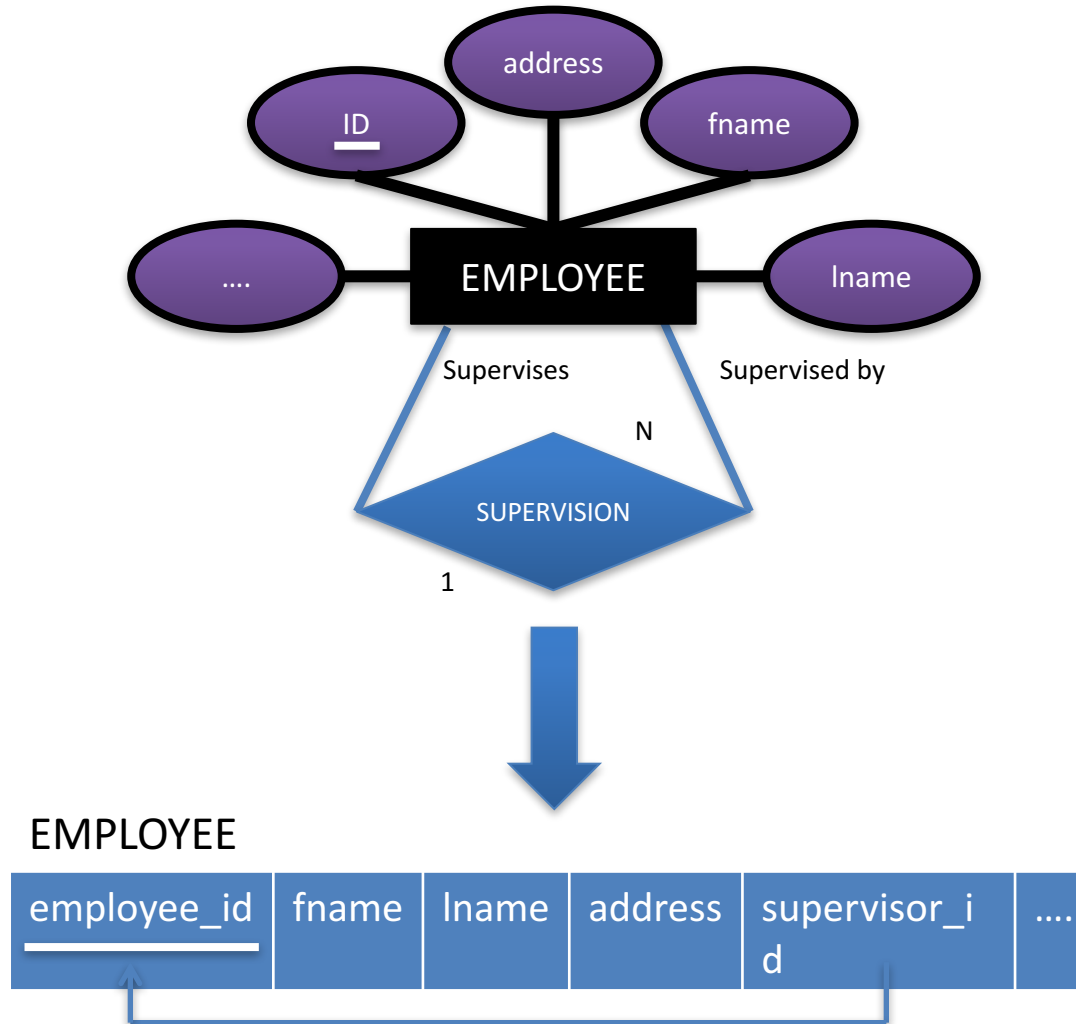 address
ID
fname
....
EMPLOYEE
lname
Supervises
Supervised by
N
SUPERVISION
1
EMPLOYEE
employee_id
fname
lname
address
supervisor_i
d
....